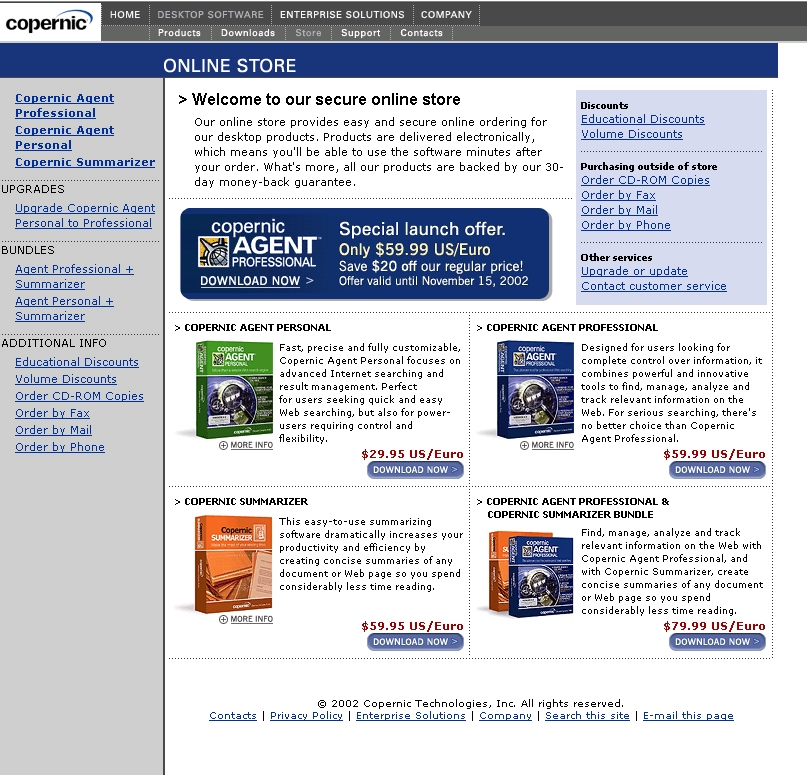 copernic
HOME
DESKTOP SOFTWARE
ENTERPRISE SOLUTIONS
COMPANY
Products
Downloads
Store
Support
Contacts
ONLINE STORE
Copernic Agent
Professional
Copernic Agent
Personal
Copernic Summarizer
UPGRADES
Upgrade Copernic Agent
Personal to Professional
BUNDLES
Agent Professional +
Summarizer
Agent Personal +
Summarizer
ADDITIONAL INFO
Educational Discounts
Volume Discounts
Order CD-ROM Copies
Order by Fax
Order by Mail
Order by Phone
> Welcome to our secure online store
Our online store provides easy and secure online ordering for
our desktop products. Products are delivered electronically,
which means you'll be able to use the software minutes after
your order. What's more, all our products are backed by our 30-
day money-back guarantee.
copernic
AGENT
PROFESSIONAL
DOWNLOAD NOW >
Special launch offer.
Only $59.99 US/Euro
Save $20 off our regular price!
Offer valid until November 15, 2002
Discounts
Educational Discounts
Volume Discounts
Purchasing outside of store
Order CD-ROM Copies
Order by Fax
Order by Mail
Order by Phone
Other services
Upgrade or update
Contact customer service
> COPERNIC AGENT PERSONAL
copernic
AGENT
PERSONAL
Fast, precise and fully customizable,
Copernic Agent Personal focuses on
advanced Internet searching and
result management. Perfect
for users seeking quick and easy
Web searching, but also for power-
users requiring control and
flexibility.
MORE INFO
$29.95 US/Euro
DOWNLOAD NOW >
> COPERNIC AGENT PROFESSIONAL
copernic
AGENT
PROFESSIONAL
Designed for users looking for
complete control over information, it
combines powerful and innovative
tools to find, manage, analyze and
track relevant information on the
Web. For serious searching, there's
no better choice than Copernic
Agent Professional.
MORE INFO
$59.99 US/Euro
DOWNLOAD NOW >
> COPERNIC SUMMARIZER
Copernic
SUMMARIZER
copernic
This easy-to-use summarizing
software dramatically increases your
productivity and efficiency by
creating concise summaries of any
document or Web page so you spend
considerably less time reading.
MORE INFO
$59.95 US/Euro
DOWNLOAD NOW >
> COPERNIC AGENT PROFESSIONAL &
COPERNIC SUMMARIZER BUNDLE
copernic
AGENT
PROFESSIONAL
Find, manage, analyze and track
relevant information on the Web with
Copernic Agent Professional, and
with Copernic Summarizer, create
concise summaries of any document
or Web page so you spend
considerably less time reading.
$79.99 US/Euro
DOWNLOAD NOW >
© 2002 Copernic Technologies, Inc. All rights reserved.
Contacts | Privacy Policy | Enterprise Solutions | Company | Search this site | E-mail this page